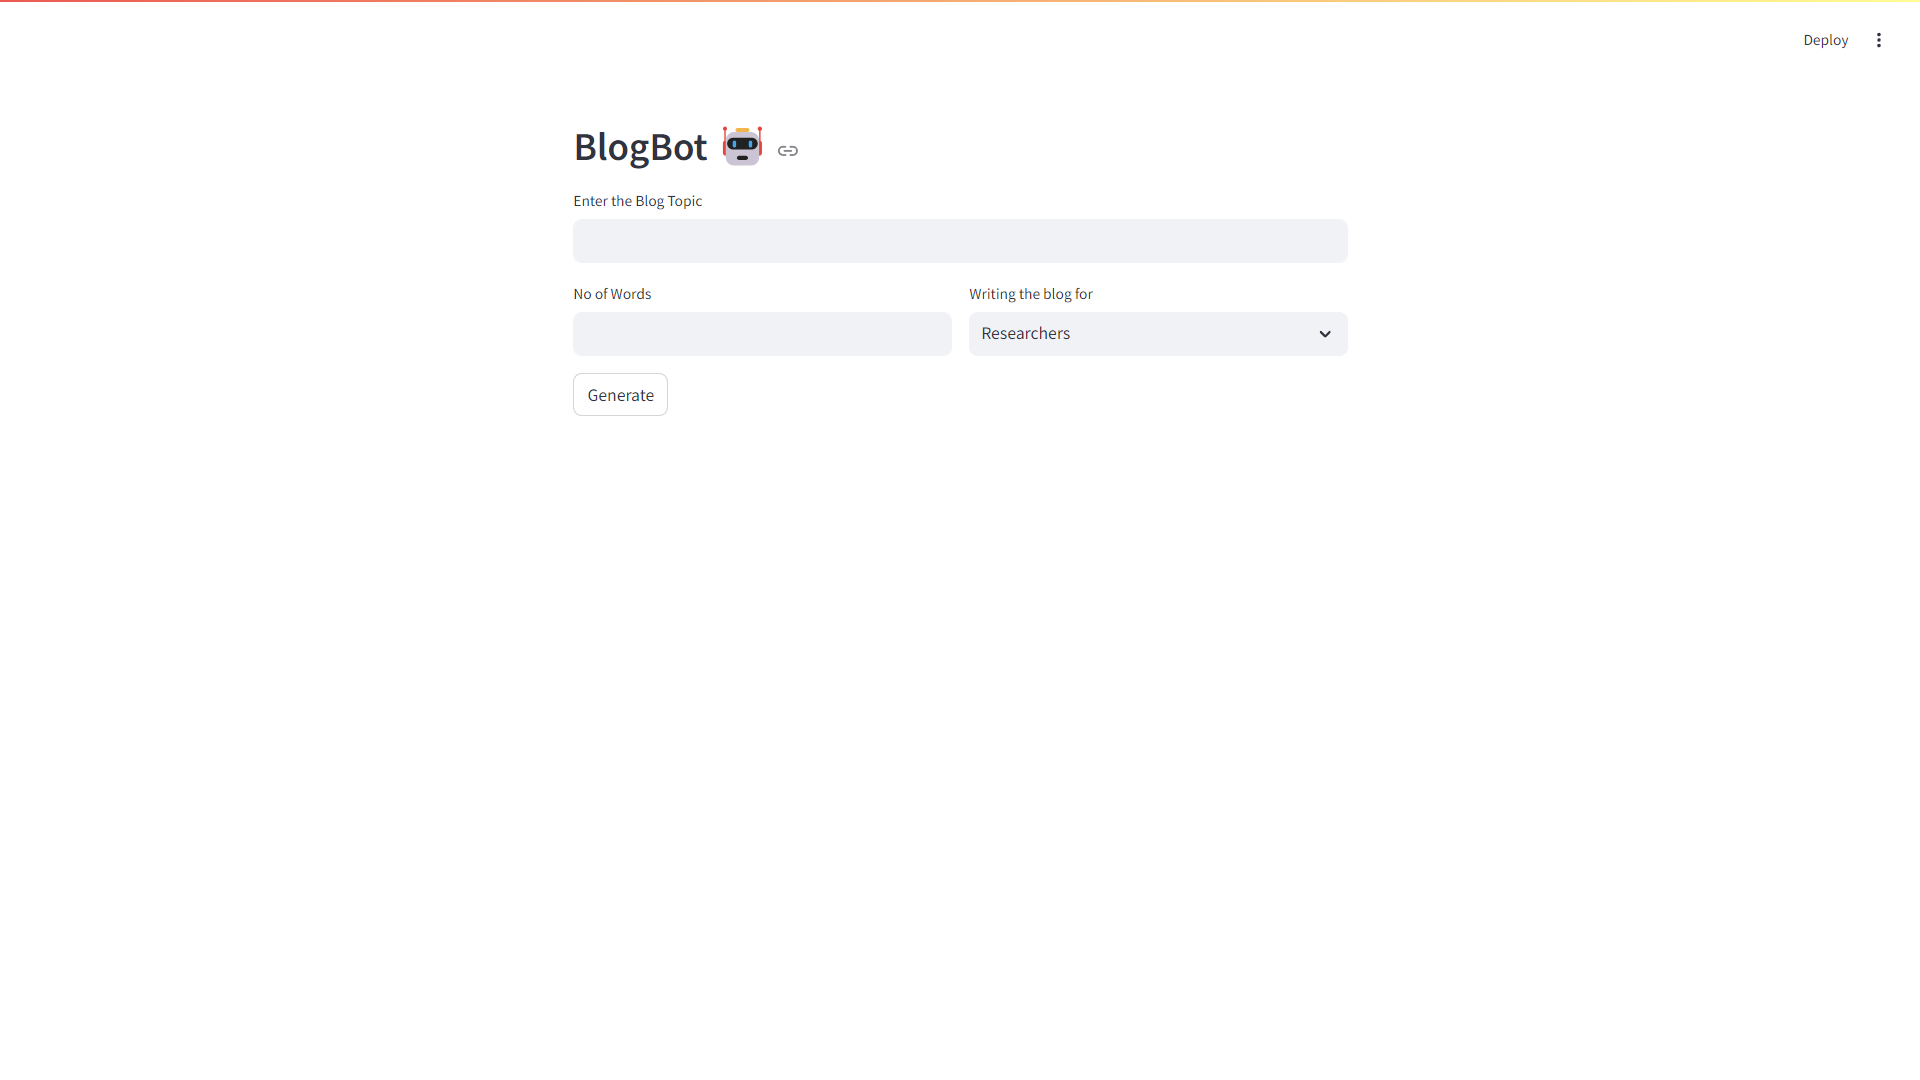 Deploy
BlogBot
Enter the Blog Topic
No of Words
Writing the blog for
Researchers
Generate